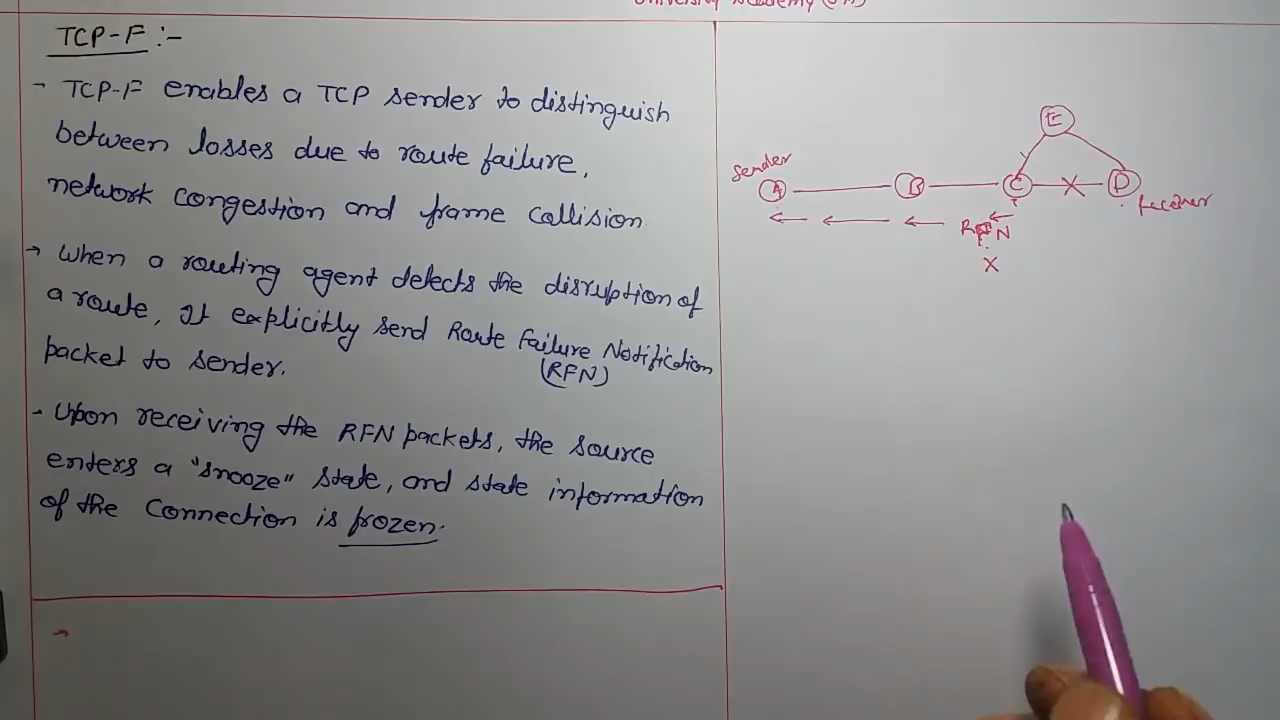 University Academy
TCP-F :-
- TCP-F enables a TCP sender to distinguish
between losses due to route failure,
network congestion and frame collision
→ When a routing agent detects the disruption of
a route, It explicitly send Route Failure Notification
(RFN)
packet to sender.
- Upon receiving the RFN packets, the source
enters a "snooze" state, and state information
of the connection is frozen.
E
sender
A
B
C
X
D
receiver
N
X